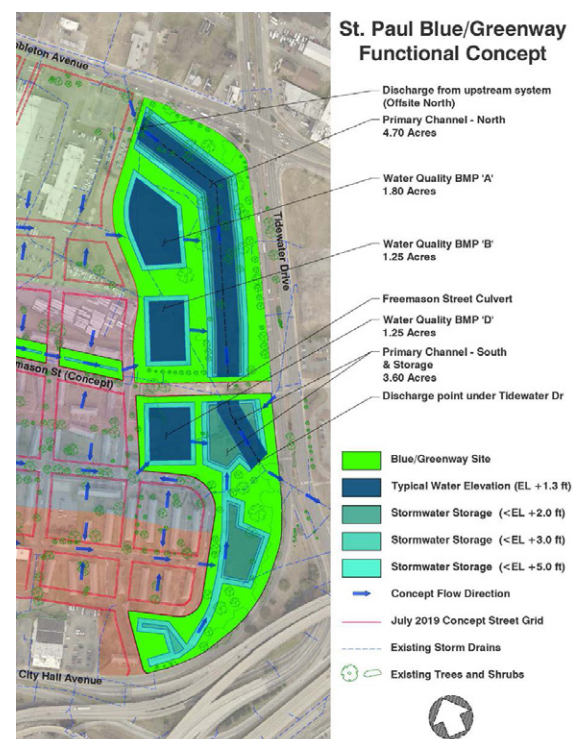 St. Paul Blue/Greenway
Functional Concept
bleton Avenue
Discharge from upstream system
(Offsite North)
Primary Channel - North
4.70 Acres
Water Quality BMP 'A'
1.80 Acres
Tidewater Drive
Water Quality BMP 'B'
1.25 Acres
Freemason Street Culvert
Water Quality BMP 'D'
1.25 Acres
mason St (Concept)
Primary Channel - South
& Storage
3.60 Acres
Discharge point under Tidewater Dr
Blue/Greenway Site
Typical Water Elevation (EL +1.3 ft)
Stormwater Storage (<EL +2.0 ft)
Stormwater Storage (<EL +3.0 ft)
Stormwater Storage (<EL +5.0 ft)
Concept Flow Direction
July 2019 Concept Street Grid
Existing Storm Drains
Existing Trees and Shrubs
City Hall Avenue